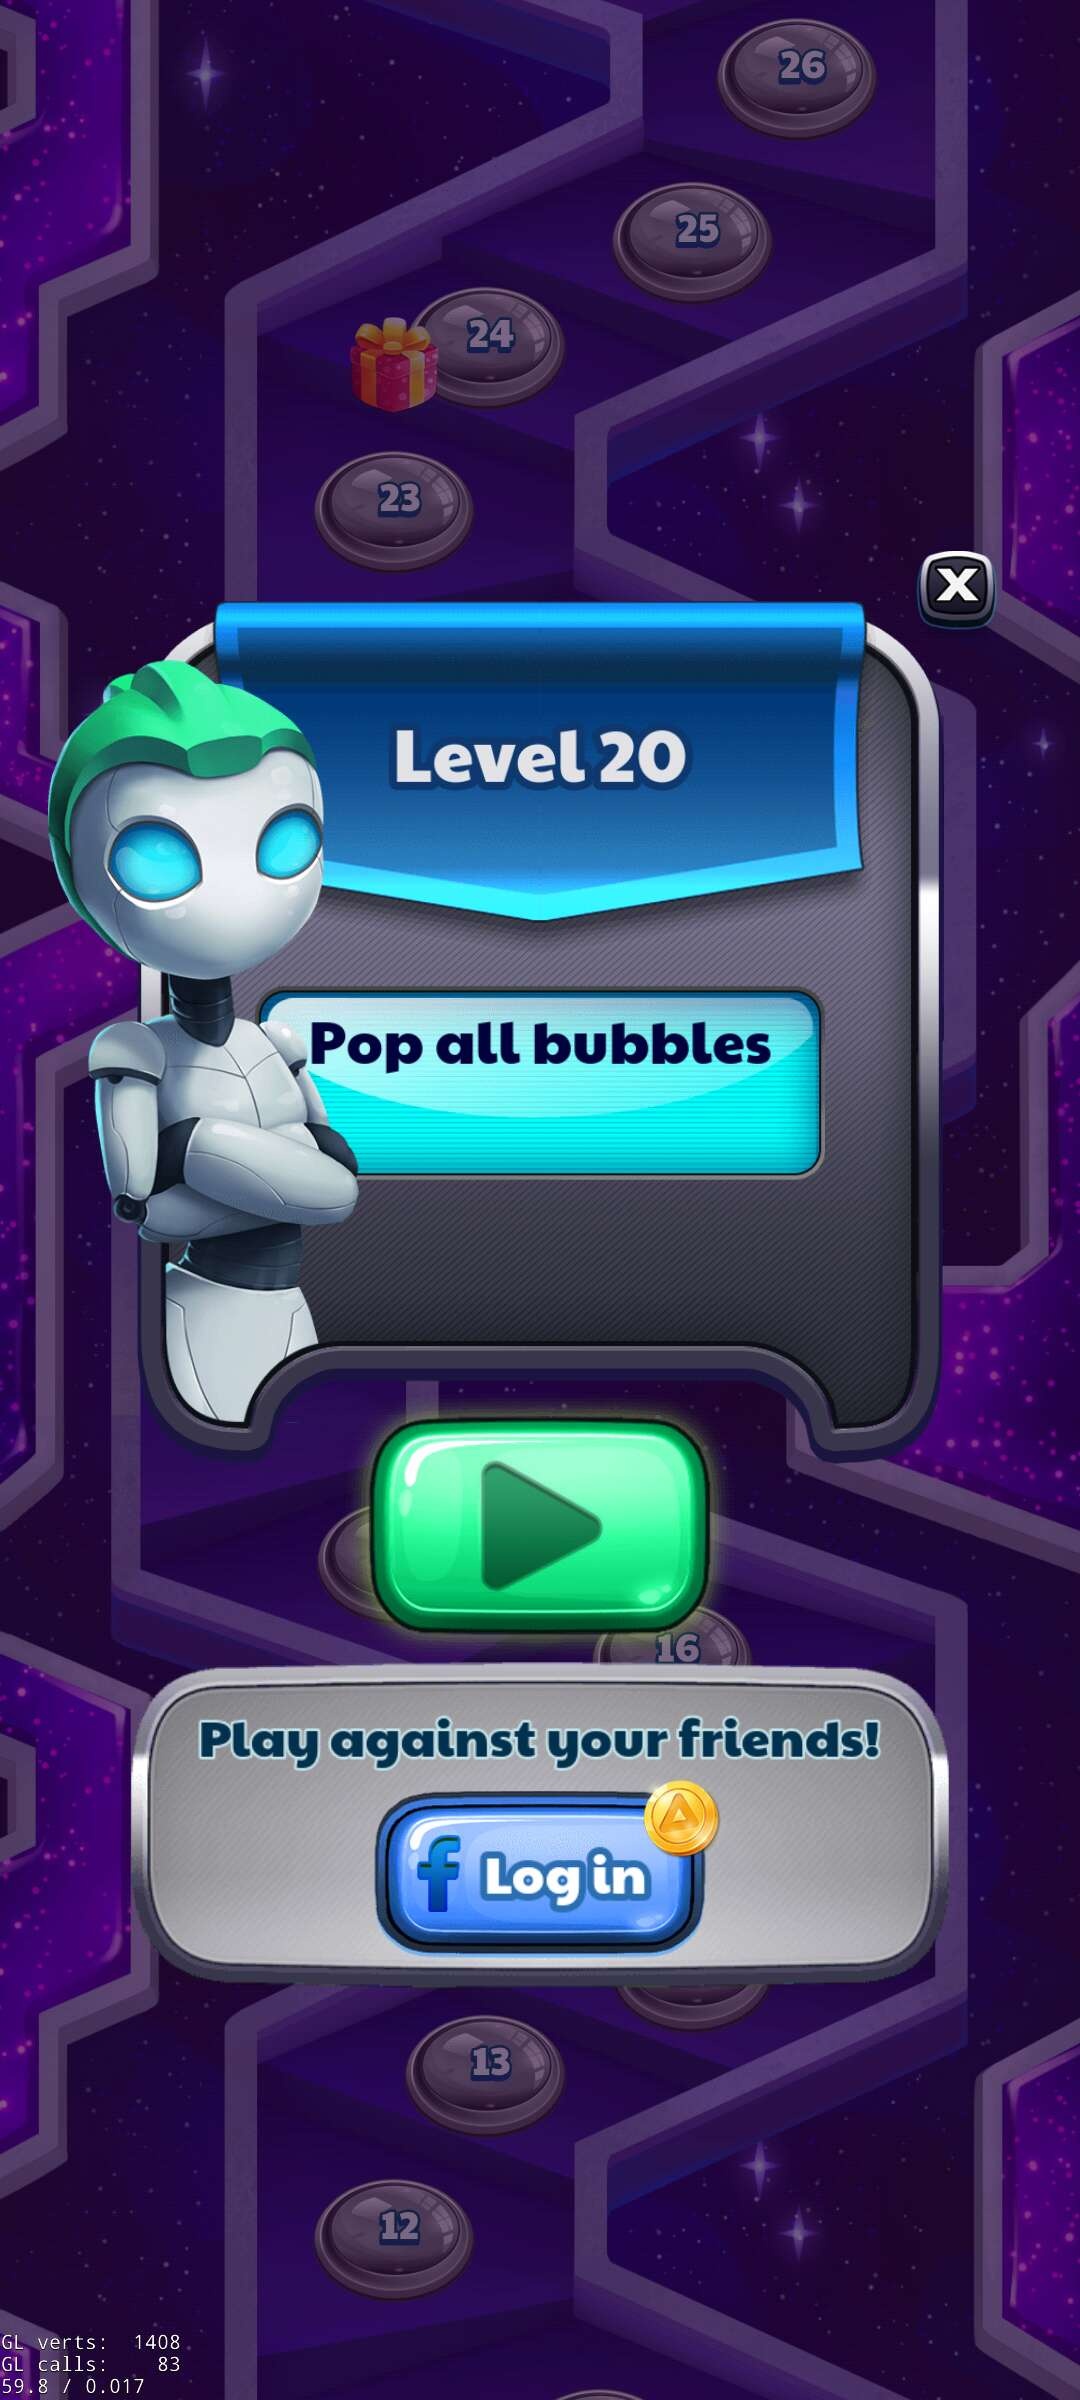 26
25
24
23
X
Level 20
Pop all bubbles
16
Play against your friends!
f Log in
13
12
GL verts: 1408
GL calls: 83
59.8 / 0.017